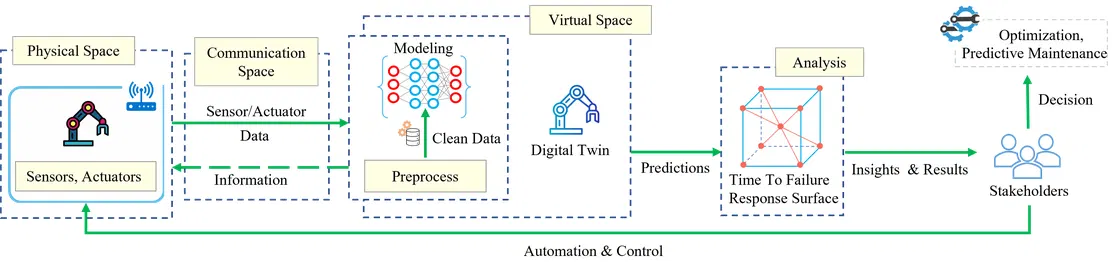 Physical Space
Sensors, Actuators
Communication
Space
Sensor/Actuator
Data
Information
Virtual Space
Modeling
Clean Data
Preprocess
Digital Twin
Predictions
Analysis
Time To Failure
Response Surface
Insights & Results
Optimization,
Predictive Maintenance
Decision
Stakeholders
Automation & Control